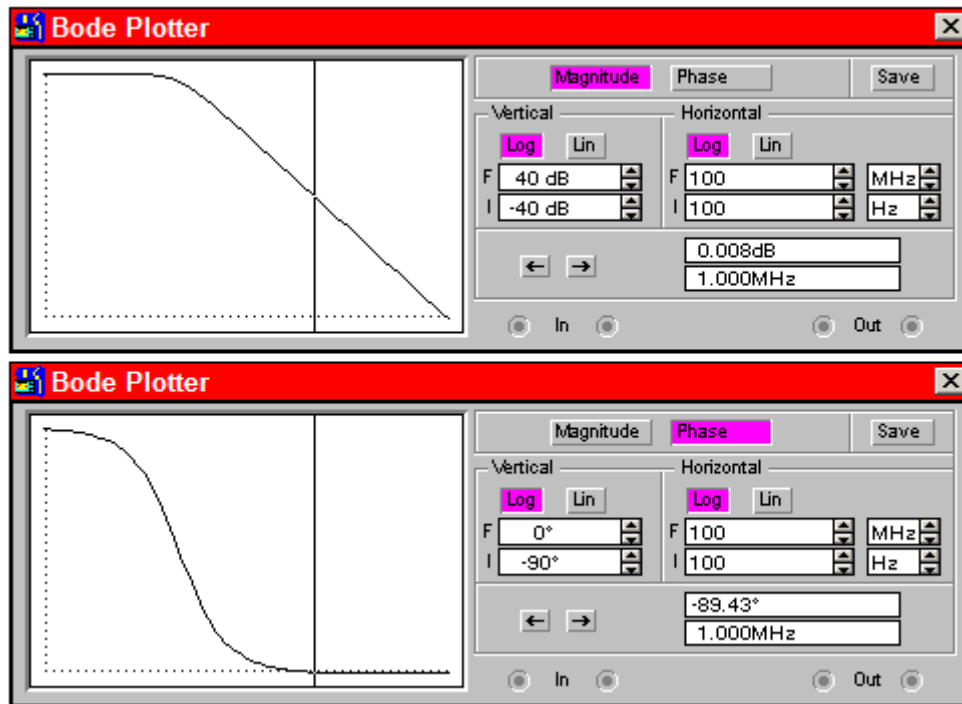 Bode Plotter
Magnitude Phase Save
Vertical Horizontal
Log Lin Log Lin
F 40 dB F 100 MHz
I -40 dB I 100 Hz
0.008dB
← →
1.000MHz
In Out
Bode Plotter
Magnitude Phase Save
Vertical Horizontal
Log Lin Log Lin
F 0° F 100 MHz
I -90° I 100 Hz
-89.43°
← →
1.000MHz
In Out